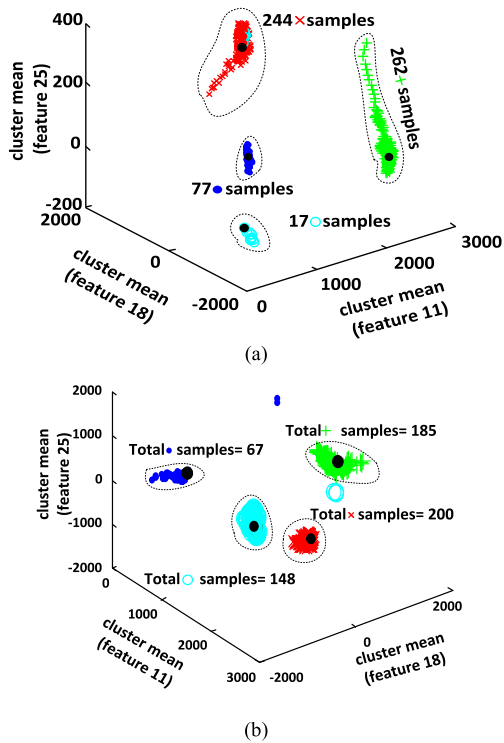 400
200
0
-200
2000
0
-2000
0
1000
2000
3000
cluster mean
(feature 25)
cluster mean
(feature 18)
cluster mean
(feature 11)
244 × samples
262 + samples
77 ● samples
17 ○ samples
(a)
2000
1000
0
-1000
-2000
0
1000
2000
3000
-2000
0
2000
cluster mean
(feature 25)
cluster mean
(feature 11)
cluster mean
(feature 18)
Total ● samples= 67
Total + samples= 185
Total × samples= 200
Total ○ samples= 148
(b)